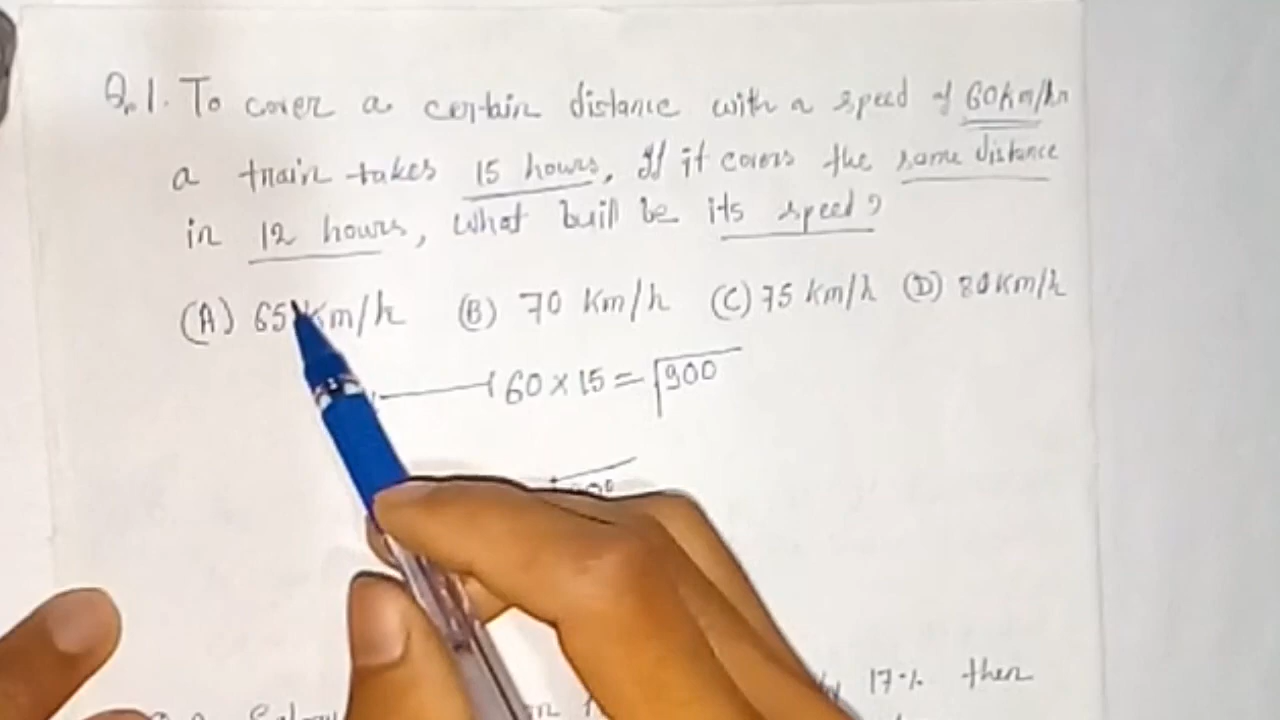 Q.1. To cover a certain distance with a speed of 60km/hr
a train takes 15 hours, If it covers the same distance
in 12 hours, what will be its speed?
(A) 65 km/h (B) 70 km/h (C) 75 km/h (D) 80 km/h
60 × 15 = 900
17% then